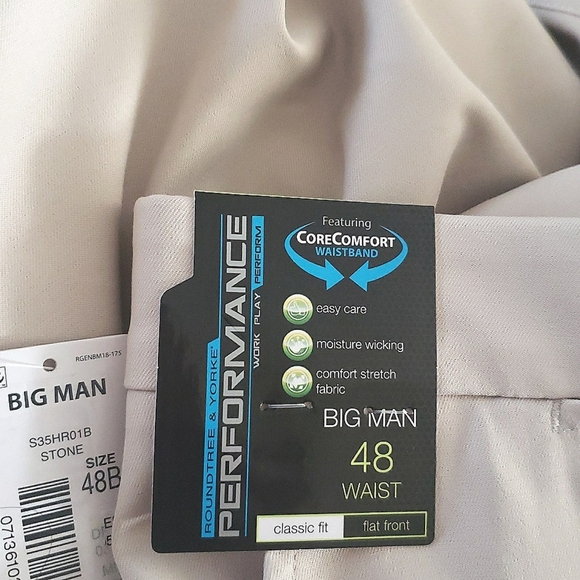 RGENBM18-175
BIG MAN
S35HR01B
STONE
SIZE
48B
ROUNDTREE & YORKE
PERFORMANCE
WORK PLAY PERFORM
Featuring
CORECOMFORT
WAISTBAND
easy care
moisture wicking
comfort stretch
fabric
BIG MAN
48
WAIST
classic fit
flat front